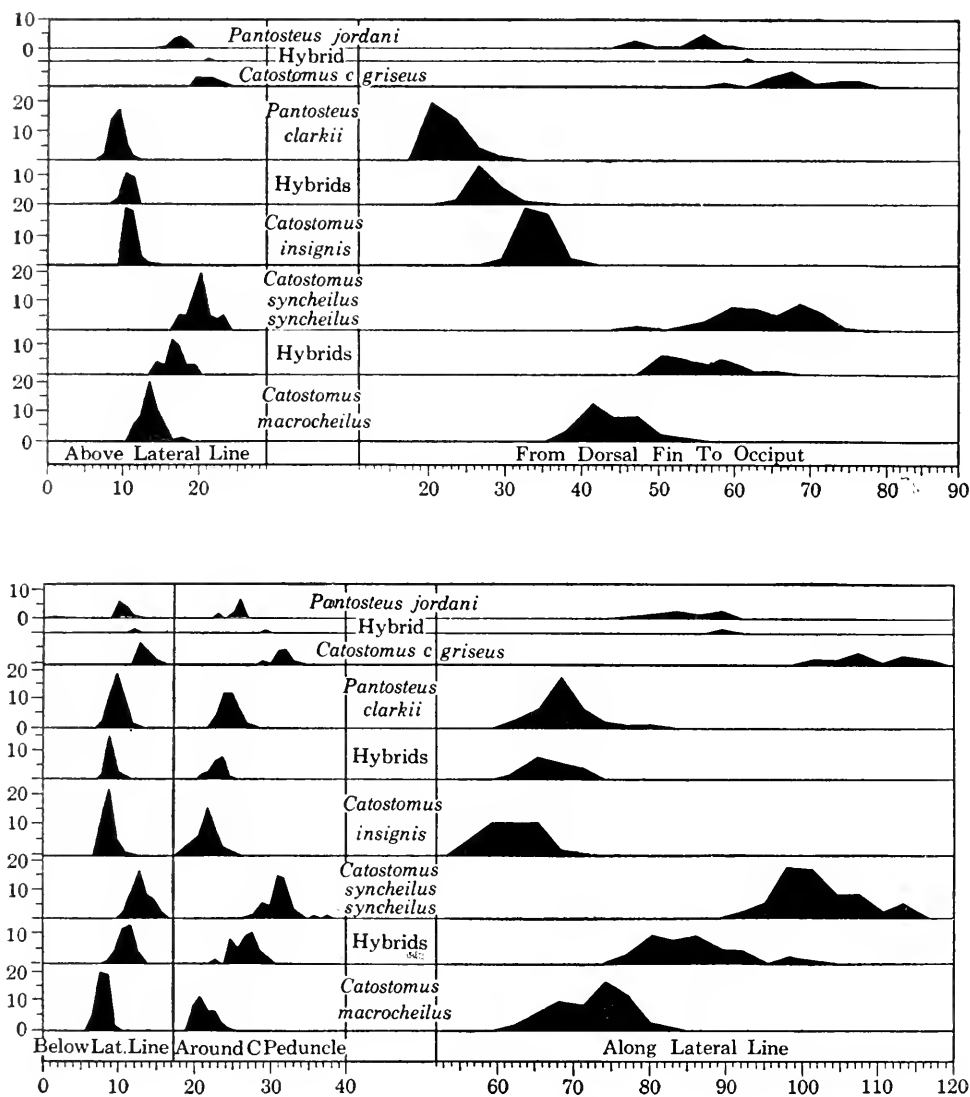 10
0
Pantosteus jordani
Hybrid
Catostomus c griseus
20
10
Pantosteus
clarkii
10
Hybrids
20
10
Catostomus
insignis
20
10
0
Catostomus
syncheilus
syncheilus
10
Hybrids
20
10
0
Catostomus
macrocheilus
Above Lateral Line From Dorsal Fin To Occiput
0 10 20 20 30 40 50 60 70 80 90
10
0
Pantosteus jordani
Hybrid
Catostomus c griseus
20
10
0
Pantosteus
clarkii
10
Hybrids
20
10
Catostomus
insignis
20
10
0
Catostomus
syncheilus
syncheilus
10
Hybrids
20
10
0
Catostomus
macrocheilus
Below Lat. Line Around C Peduncle Along Lateral Line
0 10 20 30 40 60 70 80 90 100 110 120